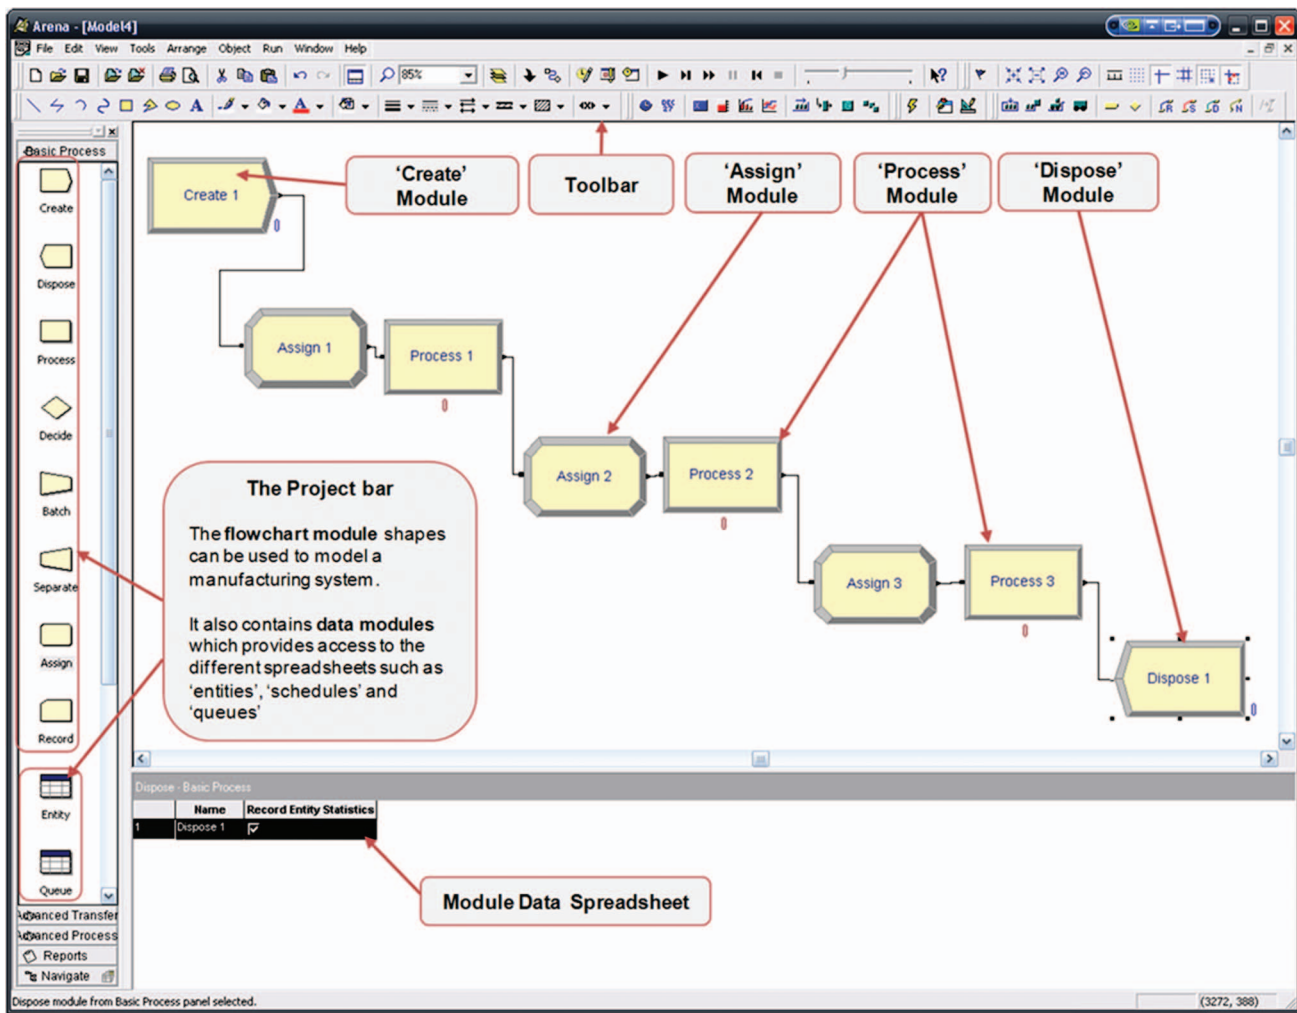 Arena - [Model4]
File Edit View Tools Arrange Object Run Window Help
85%
Basic Process
Create
Dispose
Process
Decide
Batch
Separate
Assign
Record
Entity
Queue
Advanced Transfer
Advanced Process
Reports
Navigate
Create 1
0
'Create'
Module
Toolbar
'Assign'
Module
'Process'
Module
'Dispose'
Module
Assign 1
Process 1
0
Assign 2
Process 2
0
Assign 3
Process 3
0
Dispose 1
0
The Project bar
The flowchart module shapes
can be used to model a
manufacturing system.
It also contains data modules
which provides access to the
different spreadsheets such as
'entities', 'schedules' and
'queues'
Dispose - Basic Process
Name Record Entity Statistics
1 Dispose 1
Module Data Spreadsheet
Dispose module from Basic Process panel selected.
(3272, 388)